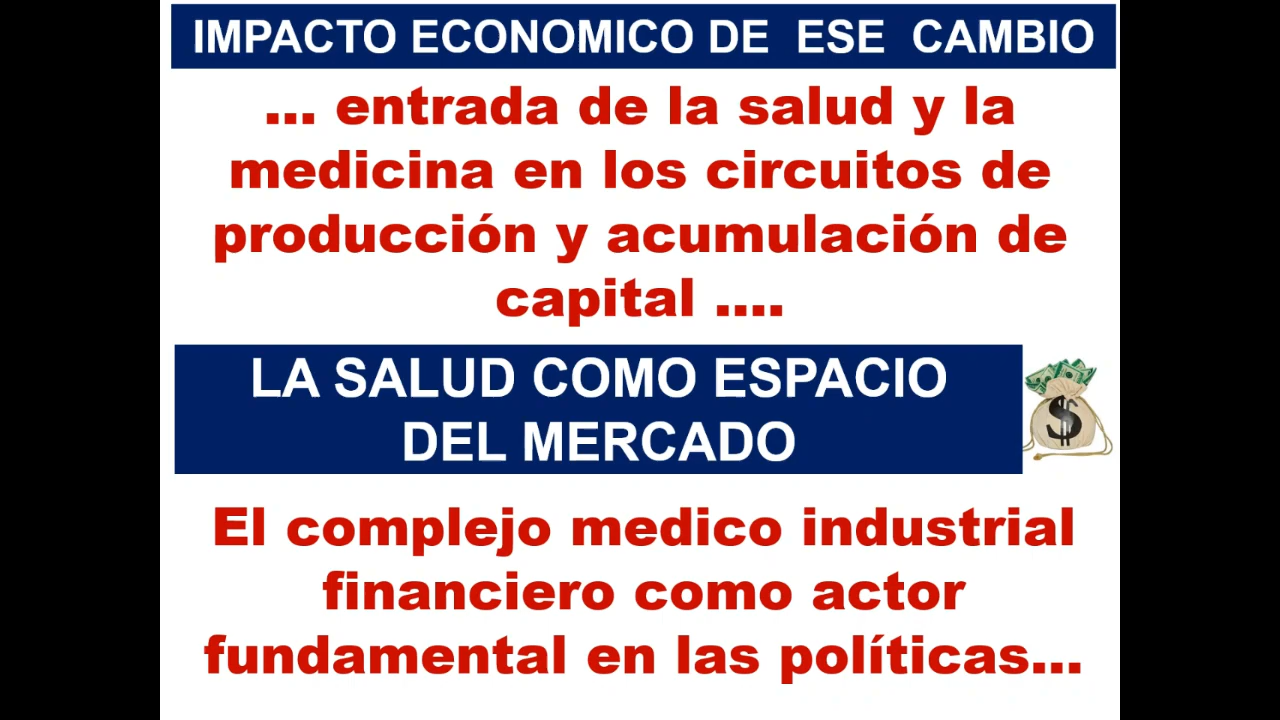 IMPACTO ECONOMICO DE ESE CAMBIO
... entrada de la salud y la
medicina en los circuitos de
producción y acumulación de
capital ....
LA SALUD COMO ESPACIO
DEL MERCADO
$
El complejo medico industrial
financiero como actor
fundamental en las políticas...